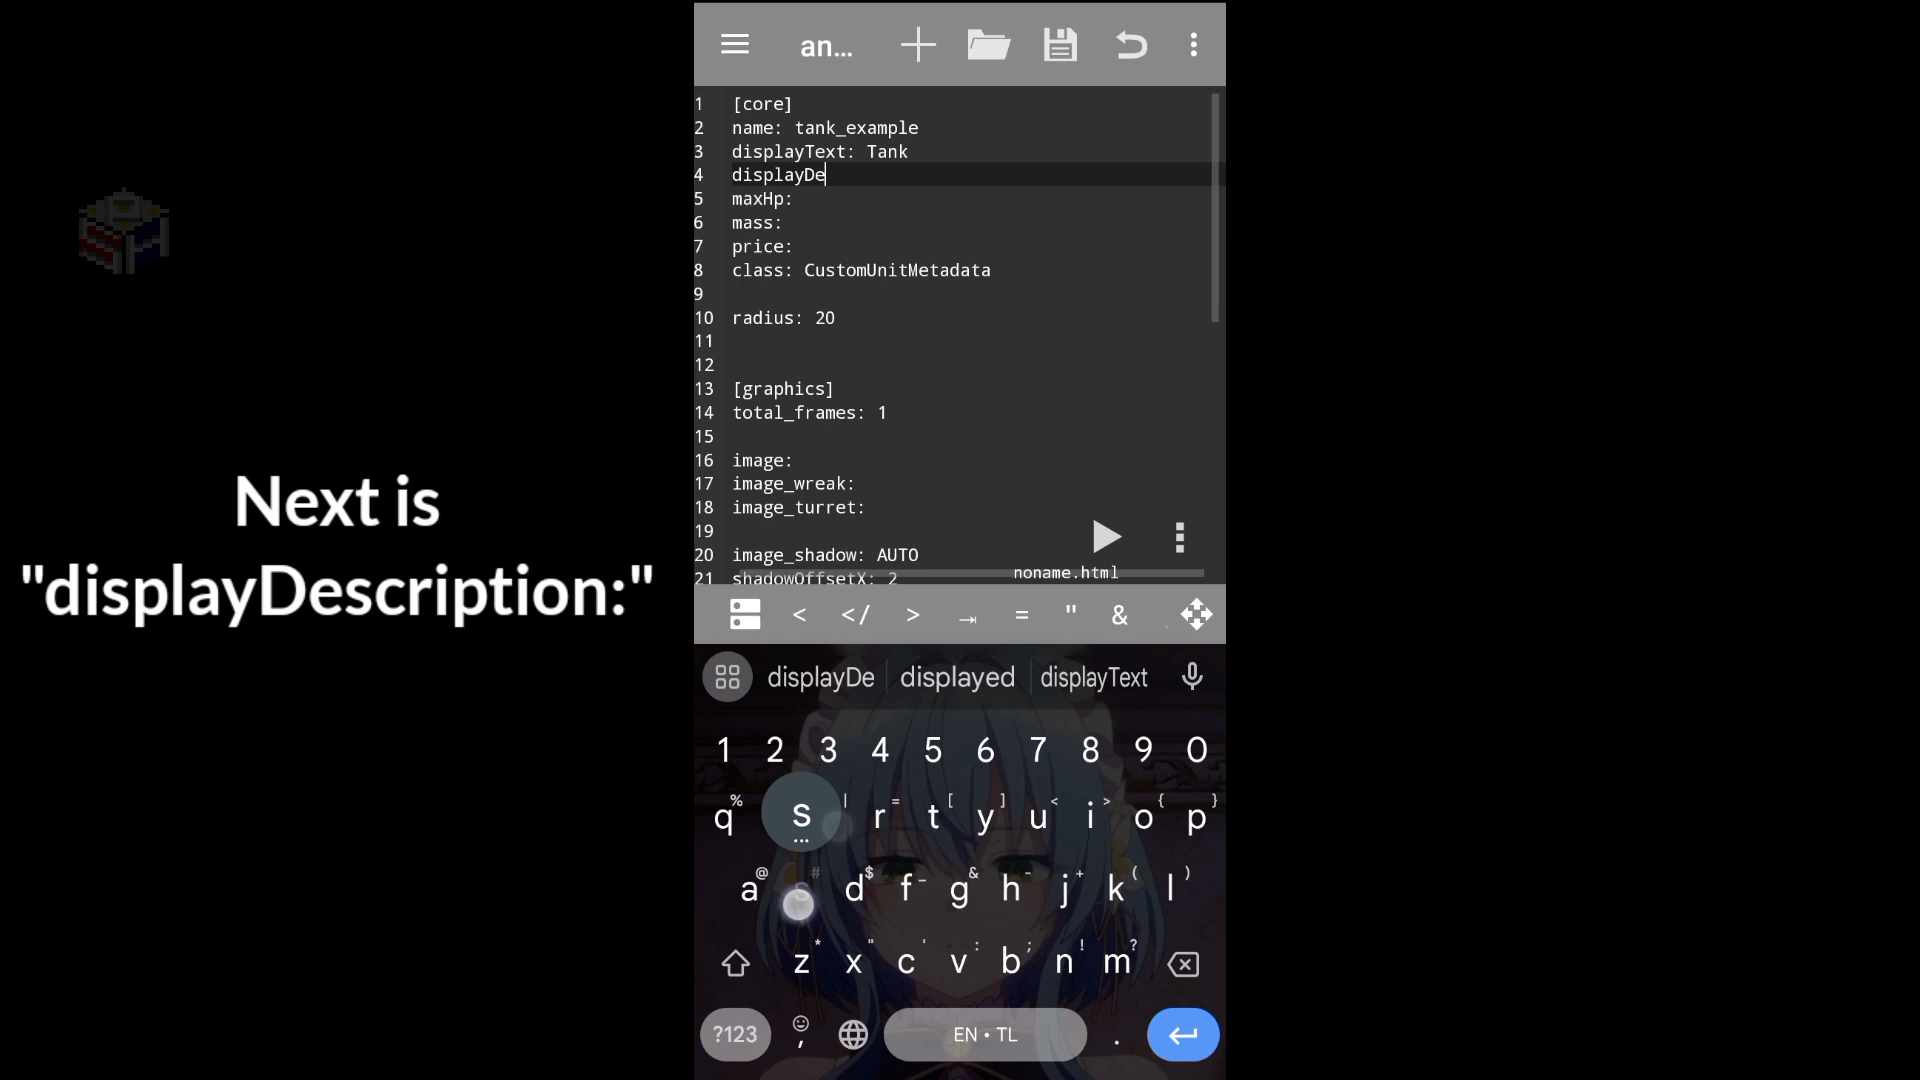 Next is
"displayDescription:"
an...
1 [core]
2 name: tank_example
3 displayText: Tank
4 displayDe
5 maxHp:
6 mass:
7 price:
8 class: CustomUnitMetadata
9
10 radius: 20
11
12
13 [graphics]
14 total_frames: 1
15
16 image:
17 image_wreak:
18 image_turret:
19
20 image_shadow: AUTO
21 shadowOffsetX: 2
noname.html
< </ > = " &
displayDe displayed displayText
1 2 3 4 5 6 7 8 9 0
% | = [ ] < > { }
q s r t y u i o p
@ # $ - & - + ( )
a s d f g h j k l
* " ' : ; ! ?
z x c v b n m
?123 , EN • TL .